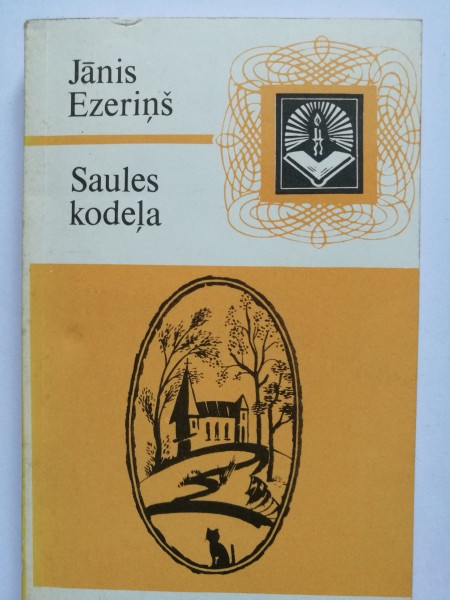 Jānis
Ezeriņš
Saules
kodeļa